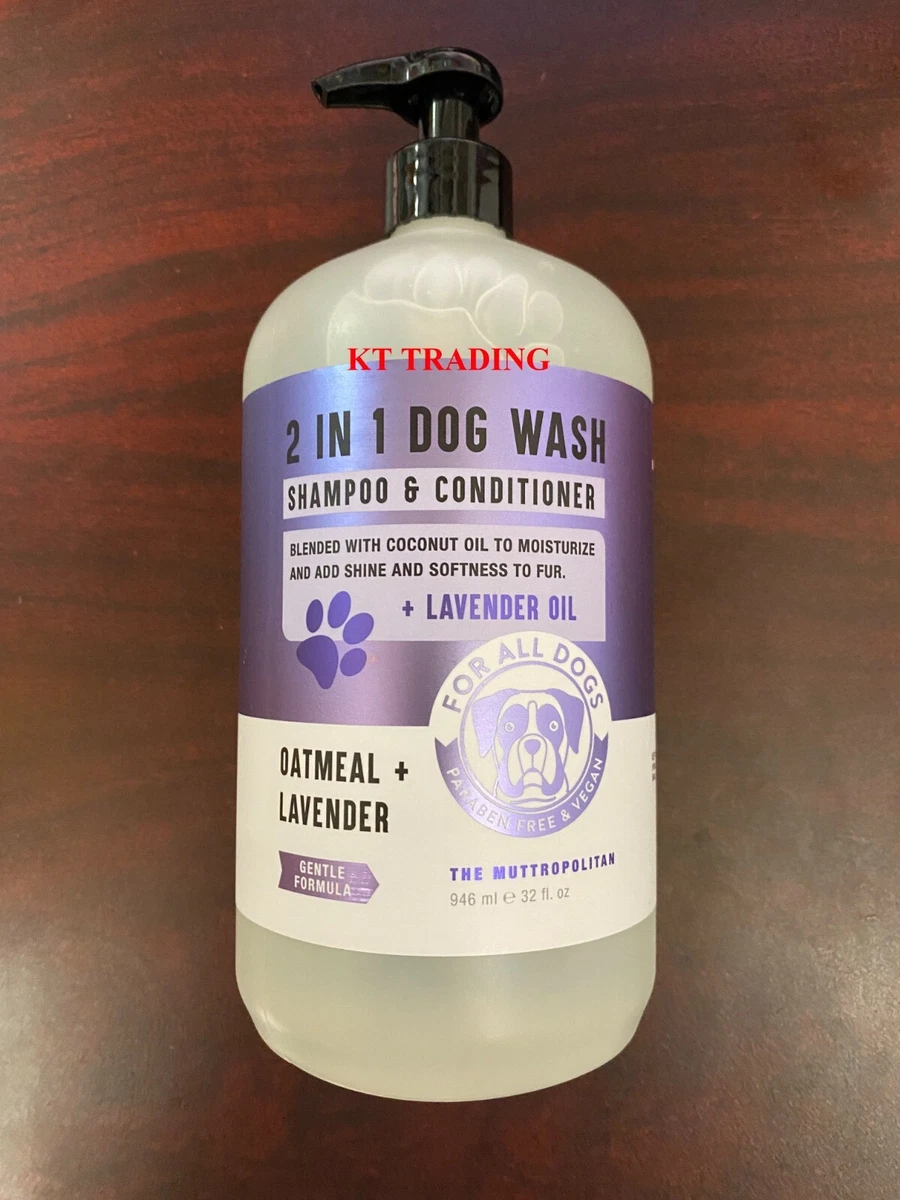 KT TRADING
2 IN 1 DOG WASH
SHAMPOO & CONDITIONER
BLENDED WITH COCONUT OIL TO MOISTURIZE
AND ADD SHINE AND SOFTNESS TO FUR.
+ LAVENDER OIL
FOR ALL DOGS
PARABEN FREE & VEGAN
OATMEAL +
LAVENDER
GENTLE
FORMULA
THE MUTTROPOLITAN
946 ml ℮ 32 fl. oz